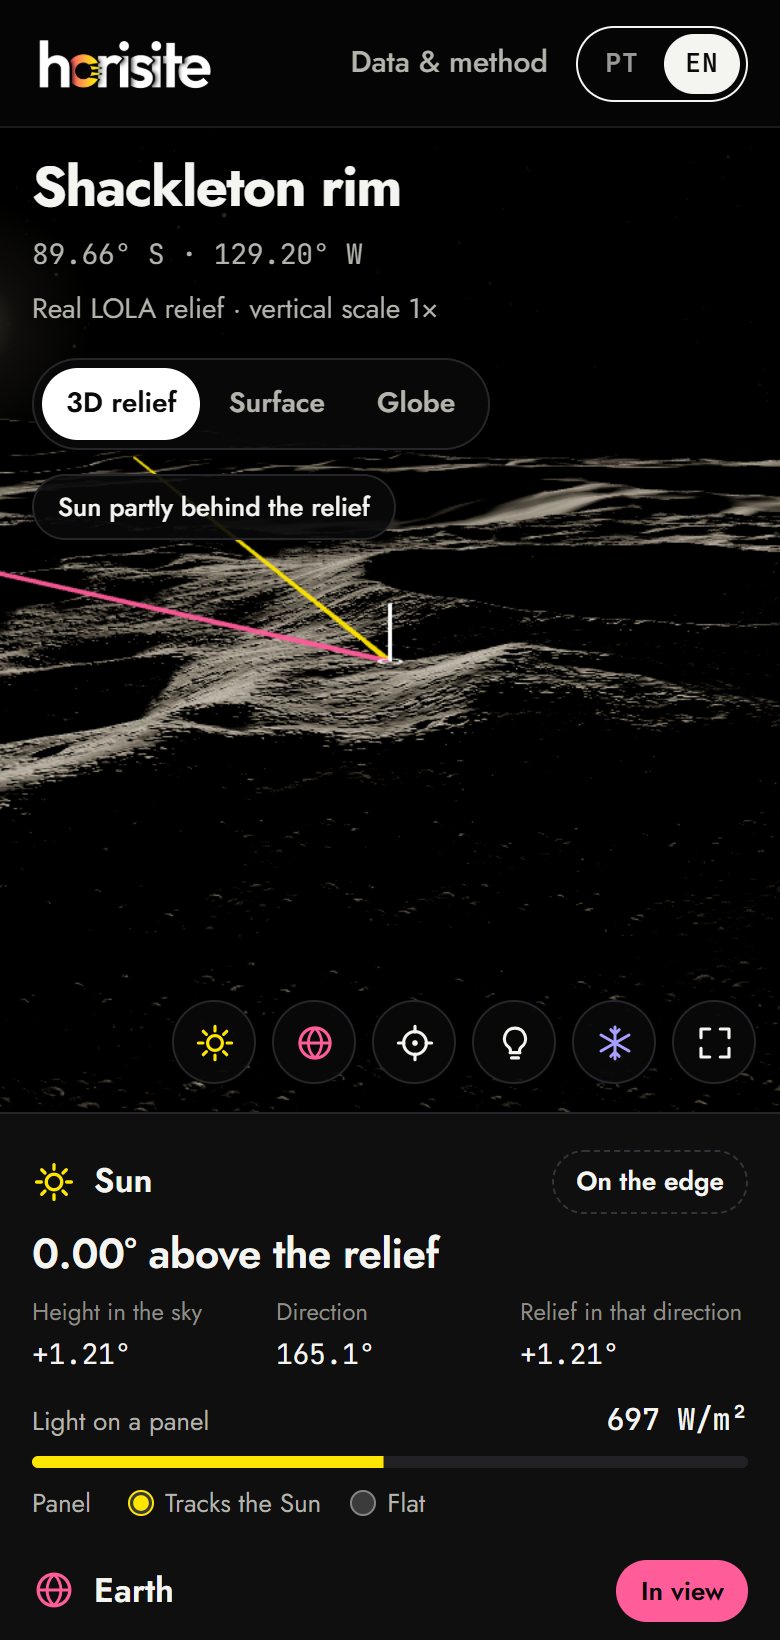 horisite
Data & method
PT EN
Shackleton rim
89.66° S · 129.20° W
Real LOLA relief · vertical scale 1×
3D relief Surface Globe
Sun partly behind the relief
Sun
On the edge
0.00° above the relief
Height in the sky Direction Relief in that direction
+1.21° 165.1° +1.21°
Light on a panel 697 W/m²
Panel Tracks the Sun Flat
Earth
In view